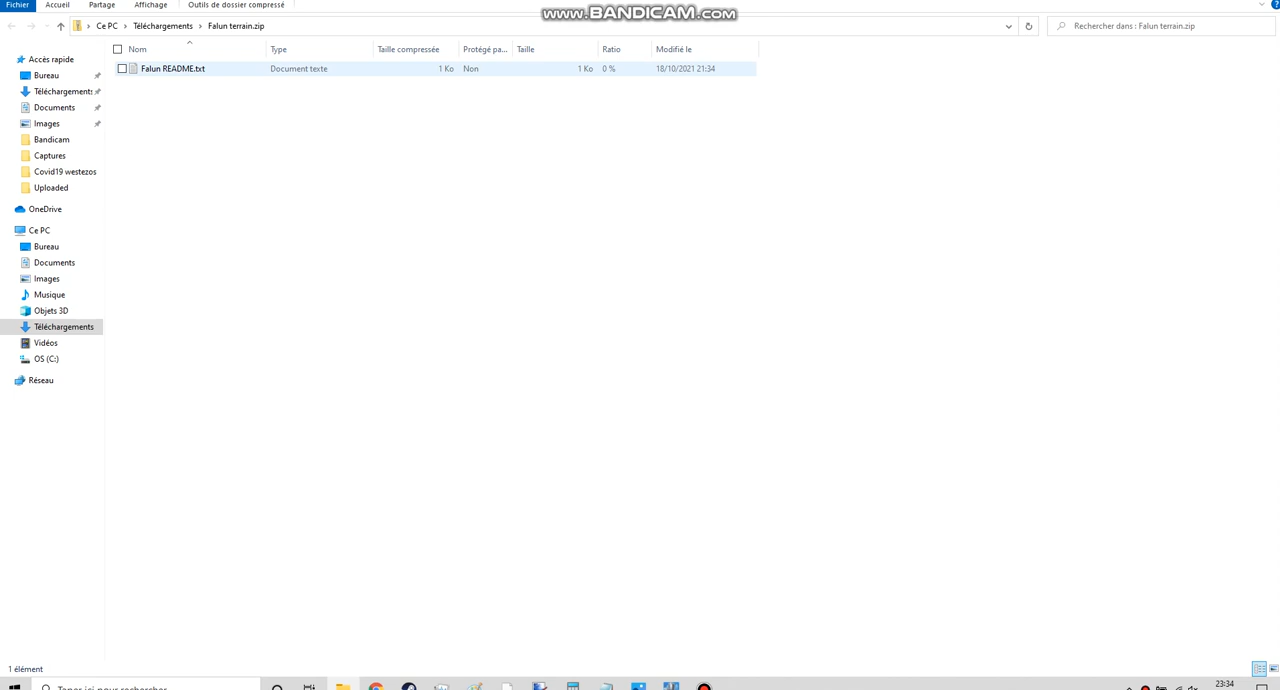 Fichier Accueil Partage Affichage Outils de dossier compressé
www.BANDICAM.com
Ce PC › Téléchargements › Falun terrain.zip
Rechercher dans : Falun terrain.zip
Nom Type Taille compressée Protégé pa... Taille Ratio Modifié le
Falun README.txt Document texte 1 Ko Non 1 Ko 0 % 18/10/2021 21:34
Accès rapide
Bureau
Téléchargements
Documents
Images
Bandicam
Captures
Covid19 westezos
Uploaded
OneDrive
Ce PC
Bureau
Documents
Images
Musique
Objets 3D
Téléchargements
Vidéos
OS (C:)
Réseau
1 élément
Taper ici pour rechercher
23:34